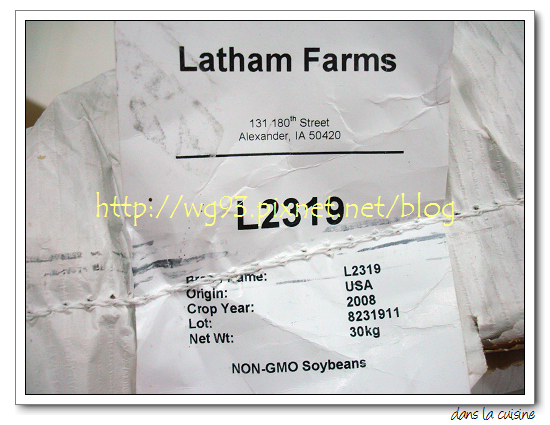 Latham Farms
131 180th Street
Alexander, IA 50420
http://wg93.pixnet.net/blog
L2319
Name: L2319
Origin: USA
Crop Year: 2008
Lot: 8231911
Net Wt: 30kg
NON-GMO Soybeans
dans la cuisine